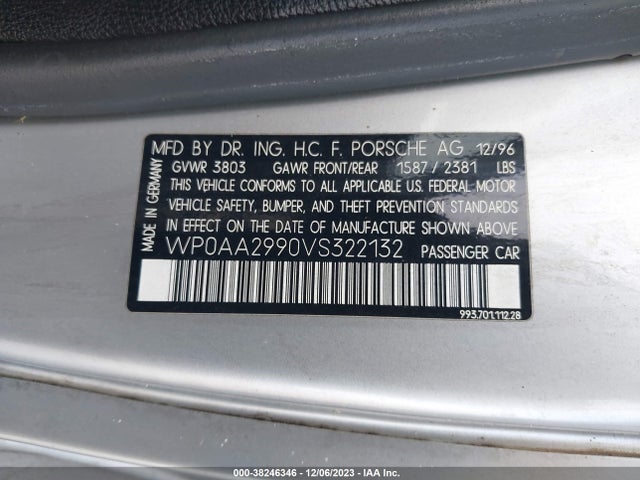 MFD BY DR. ING. H.C. F. PORSCHE AG 12/96
GVWR 3803 GAWR FRONT/REAR 1587 / 2381 LBS
THIS VEHICLE CONFORMS TO ALL APPLICABLE U.S. FEDERAL MOTOR
VEHICLE SAFETY, BUMPER, AND THEFT PREVENTION STANDARDS
IN EFFECT ON THE DATE OF MANUFACTURE SHOWN ABOVE
WP0AA2990VS322132 PASSENGER CAR
MADE IN GERMANY
993.701.112.28
000-38246346 - 12/06/2023 - IAA Inc.